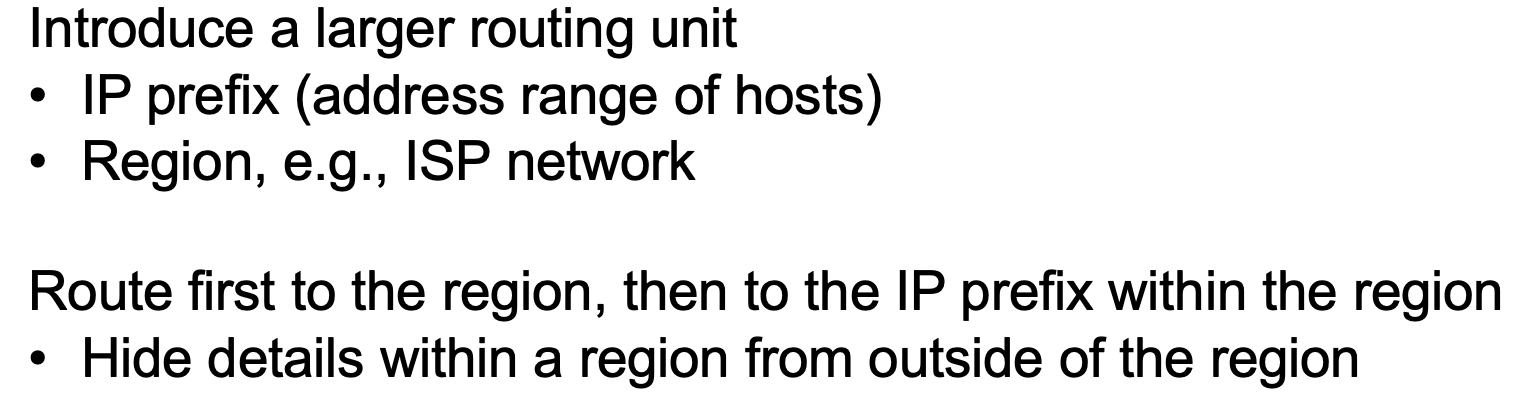 Introduce a larger routing unit
• IP prefix (address range of hosts)
• Region, e.g., ISP network
Route first to the region, then to the IP prefix within the region
• Hide details within a region from outside of the region